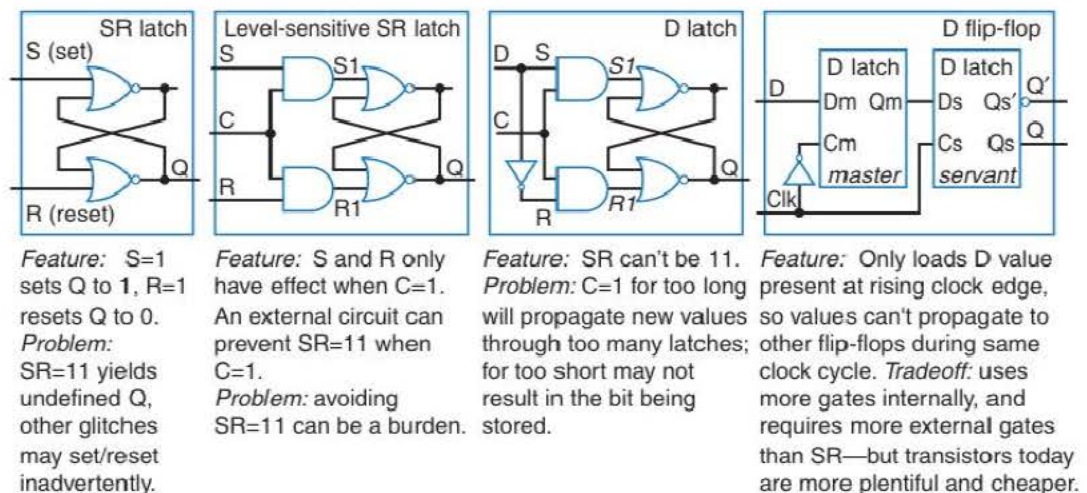 SR latch
S (set)
Q
R (reset)
Feature: S=1
sets Q to 1, R=1
resets Q to 0.
Problem:
SR=11 yields
undefined Q,
other glitches
may set/reset
inadvertently.
Level-sensitive SR latch
S
S1
C
Q
R
R1
Feature: S and R only
have effect when C=1.
An external circuit can
prevent SR=11 when
C=1.
Problem: avoiding
SR=11 can be a burden.
D latch
D S
S1
C
Q
R
R1
Feature: SR can't be 11.
Problem: C=1 for too long
will propagate new values
through too many latches;
for too short may not
result in the bit being
stored.
D flip-flop
D latch D latch
D Dm Qm Ds Qs' Q'
Cm Cs Qs Q
master servant
Clk
Feature: Only loads D value
present at rising clock edge,
so values can't propagate to
other flip-flops during same
clock cycle. Tradeoff: uses
more gates internally, and
requires more external gates
than SR—but transistors today
are more plentiful and cheaper.